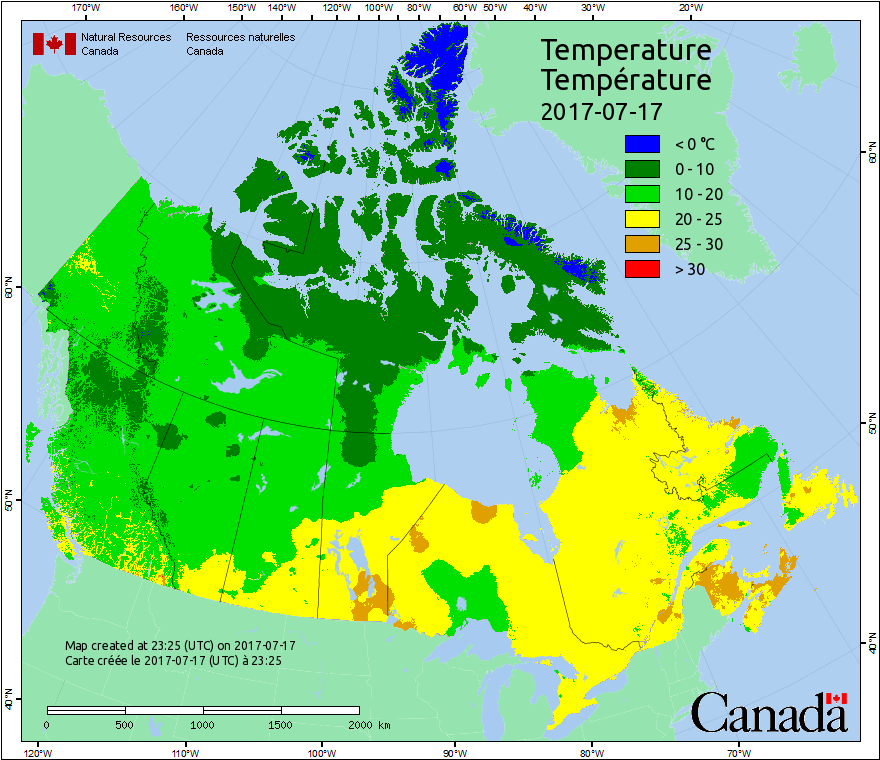 170°W 160°W 150°W 140°W 130°W 120°W 110°W 100°W 90°W 80°W 60°W 50°W 40°W 30°W 20°W
Natural Resources Ressources naturelles
Canada Canada
Temperature
Température
2017-07-17
< 0 °C
0 - 10
10 - 20
20 - 25
25 - 30
> 30
60°N
60°N
50°N
50°N
40°N
40°N
Map created at 23:25 (UTC) on 2017-07-17
Carte créée le 2017-07-17 (UTC) à 23:25
0 500 1000 1500 2000 km
Canada
120°W 110°W 100°W 90°W 80°W 70°W